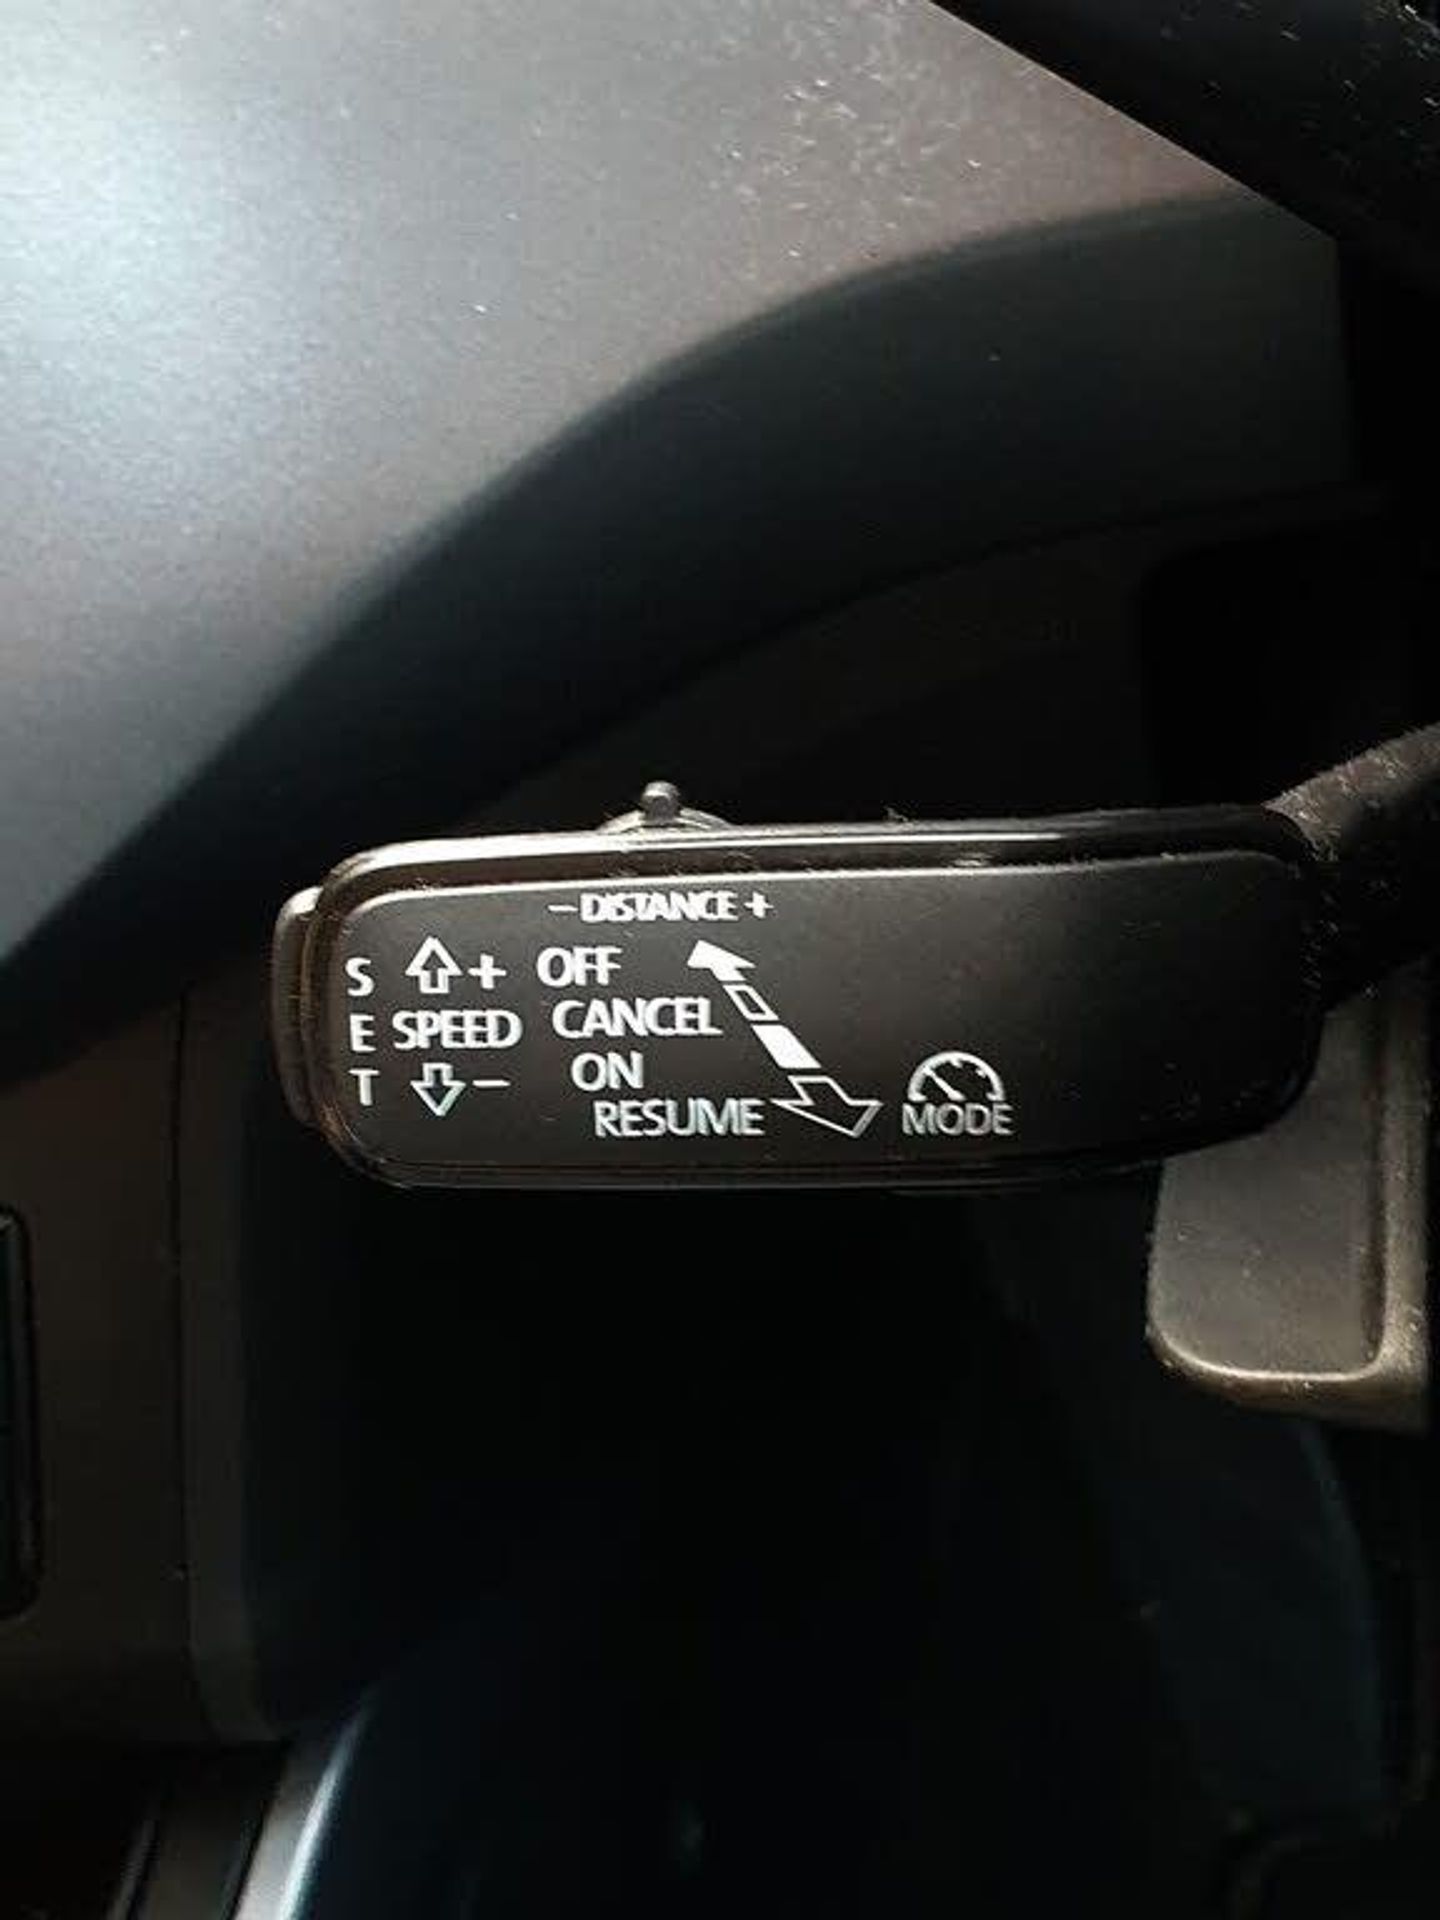 - DISTANCE +
S + OFF
E SPEED CANCEL
T - ON
RESUME MODE